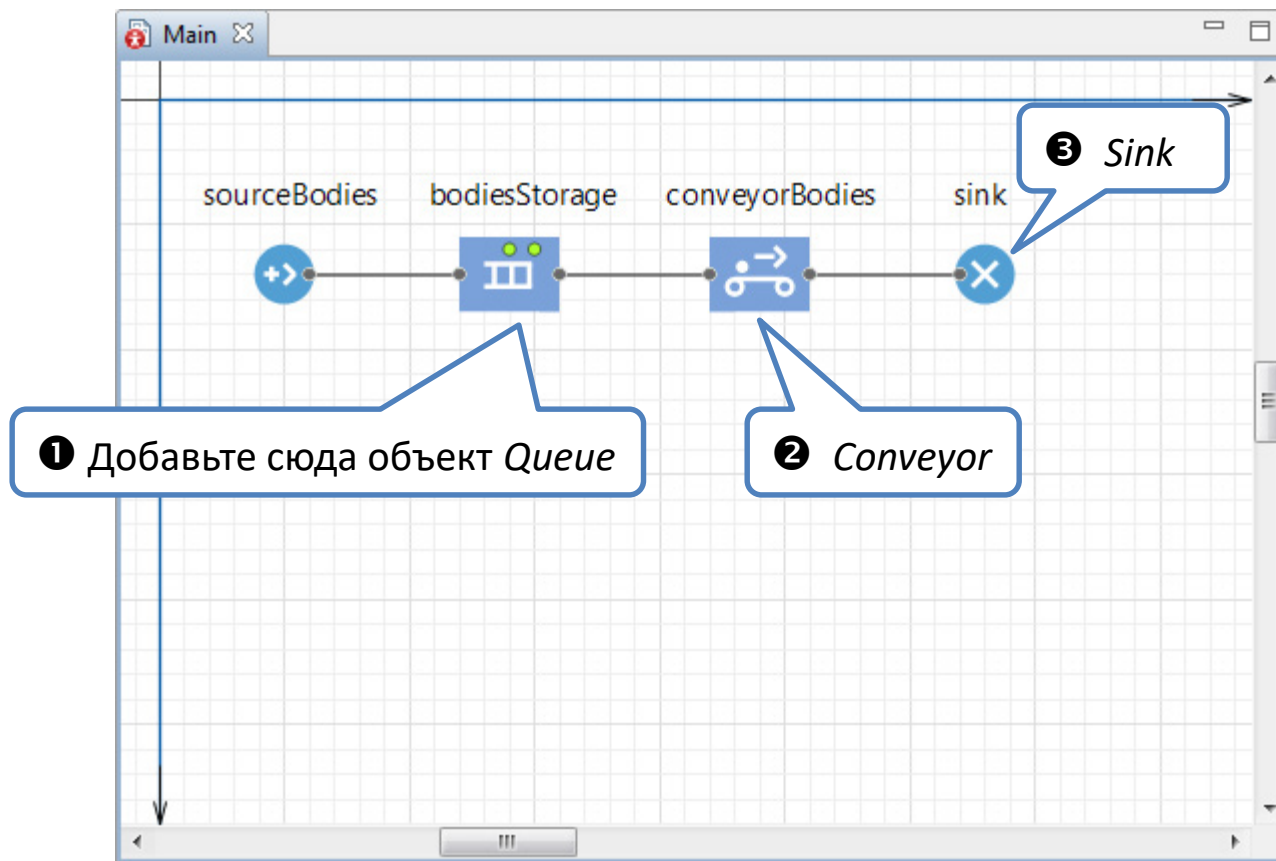 Main
❸ Sink
sourceBodies bodiesStorage conveyorBodies sink
❶ Добавьте сюда объект Queue
❷ Conveyor